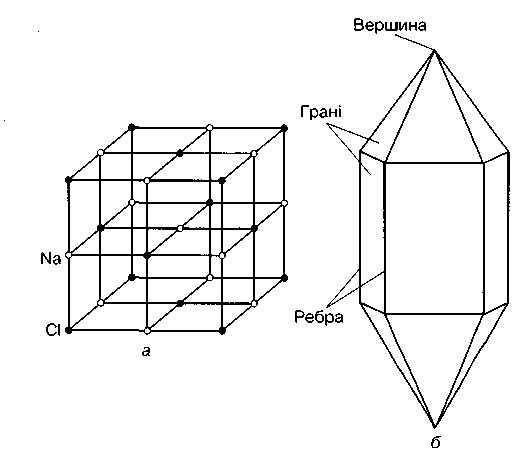 Вершина
Грані
Na
Ребра
Cl
а
б